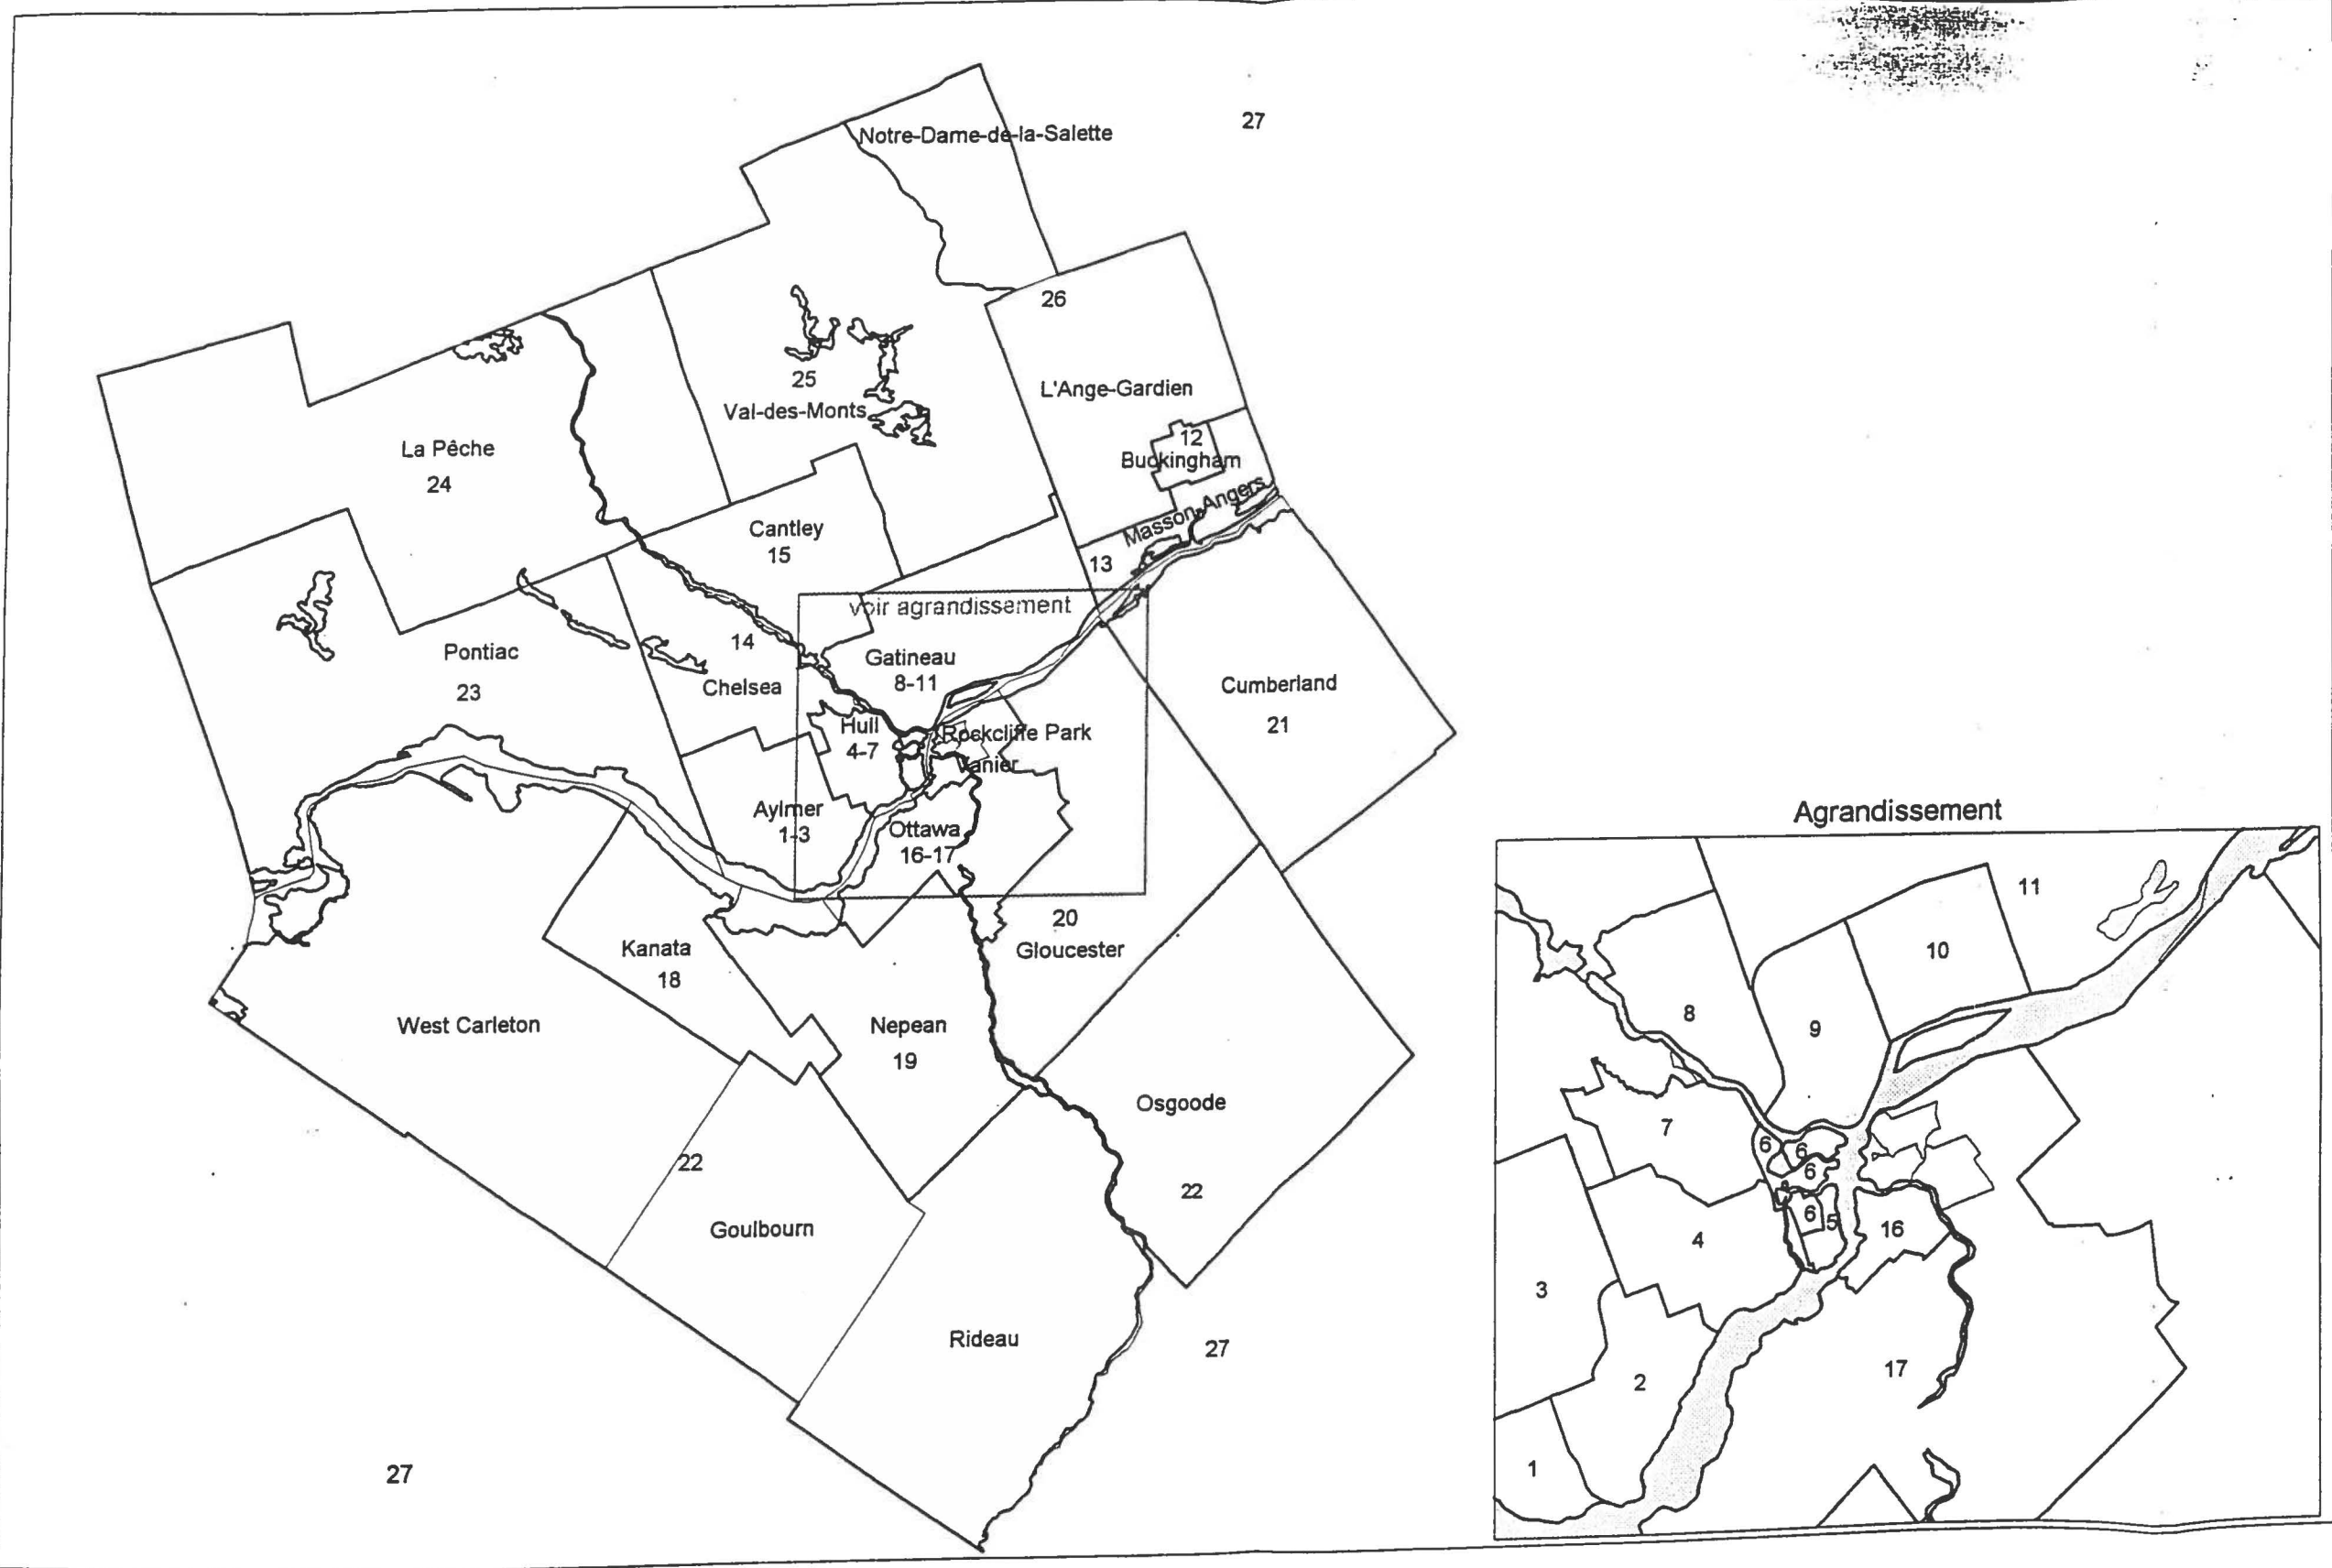 27
Notre-Dame-de-la-Salette
26
25
Val-des-Monts
L'Ange-Gardien
La Pêche
24
12
Buckingham
Masson-Angers
Cantley
15
13
voir agrandissement
14
Chelsea
Pontiac
23
Gatineau
8-11
Cumberland
21
Hull
4-7
Rockcliffe Park
Vanier
Aylmer
1-3
Ottawa
16-17
20
Gloucester
Kanata
18
West Carleton
Nepean
19
Osgoode
22
22
Goulbourn
Rideau
27
27
Agrandissement
11
10
8
9
7
6
6
6
6
5
16
4
3
17
2
1